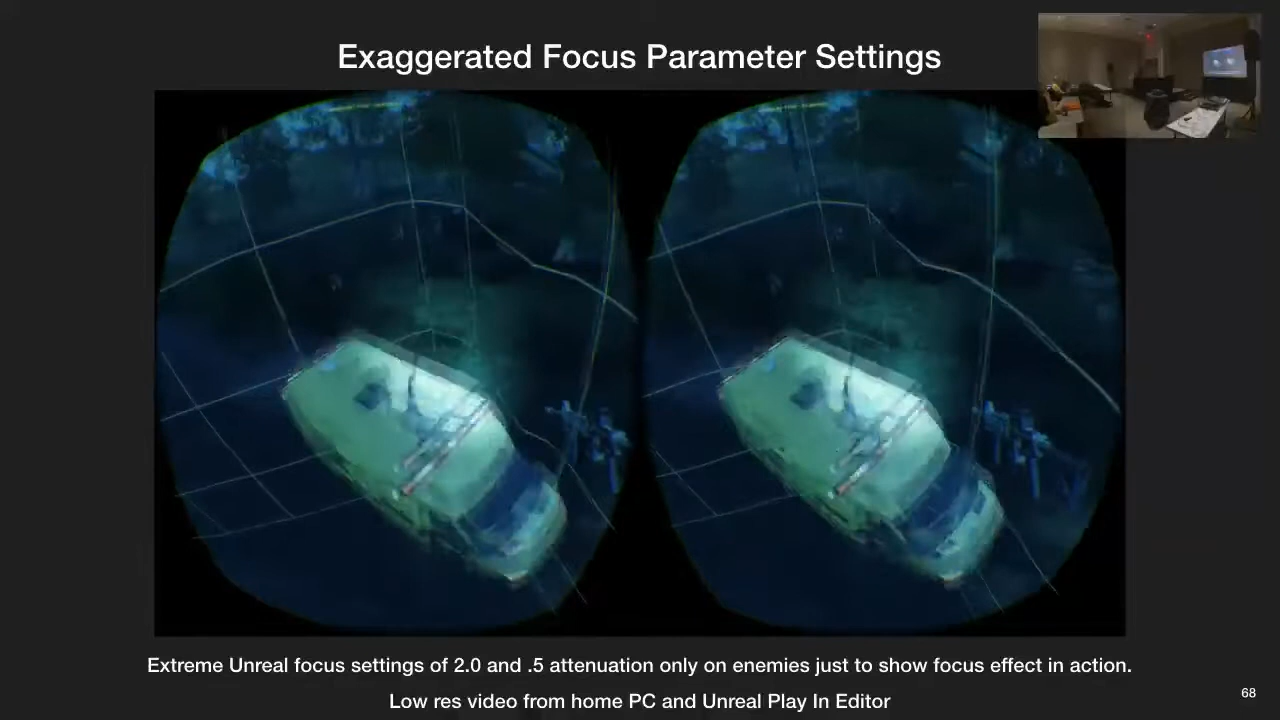 Exaggerated Focus Parameter Settings
Extreme Unreal focus settings of 2.0 and .5 attenuation only on enemies just to show focus effect in action.
Low res video from home PC and Unreal Play In Editor
68